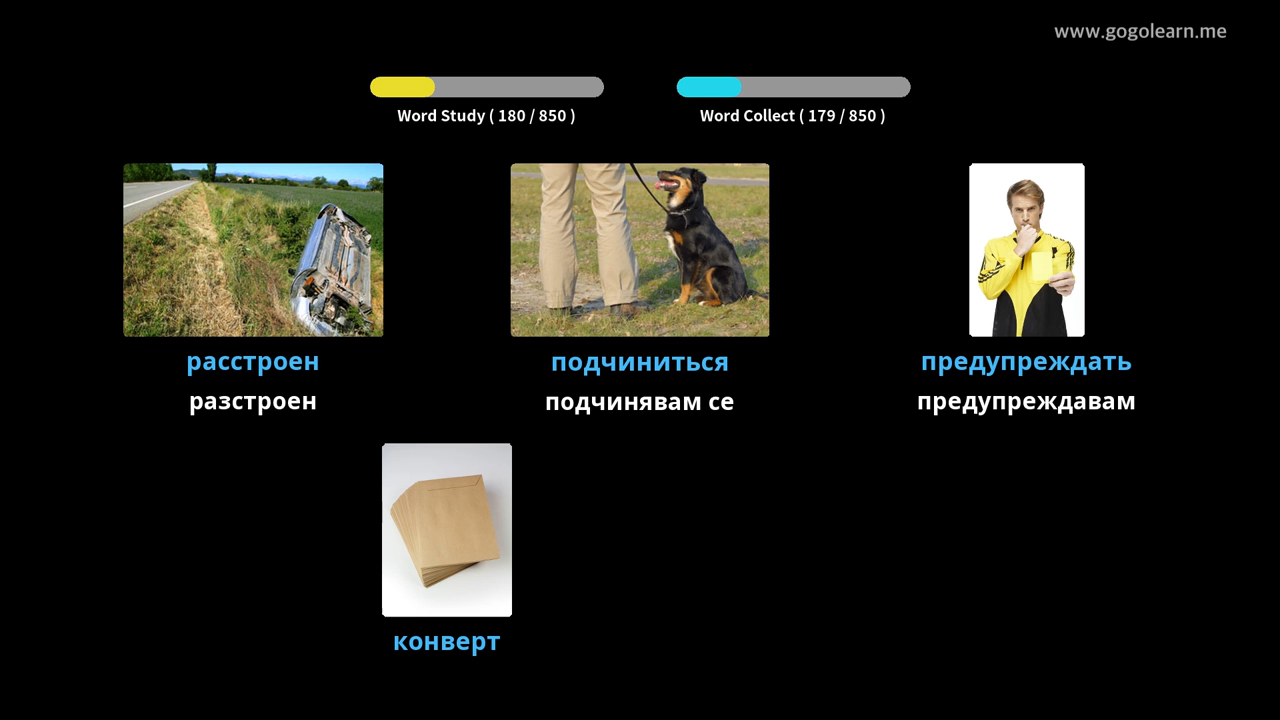 www.gogolearn.me
Word Study ( 180 / 850 )
Word Collect ( 179 / 850 )
расстроен
разстроен
подчиниться
подчинявам се
предупреждать
предупреждавам
конверт